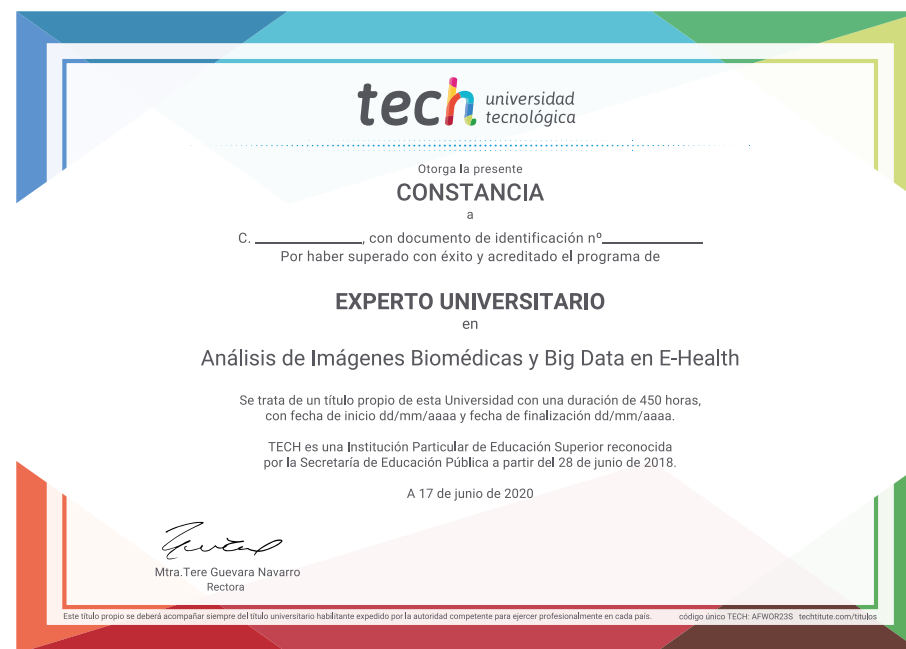 tech universidad
tecnológica
Otorga la presente
CONSTANCIA
a
C. ____________, con documento de identificación nº____________
Por haber superado con éxito y acreditado el programa de
EXPERTO UNIVERSITARIO
en
Análisis de Imágenes Biomédicas y Big Data en E-Health
Se trata de un título propio de esta Universidad con una duración de 450 horas,
con fecha de inicio dd/mm/aaaa y fecha de finalización dd/mm/aaaa.
TECH es una Institución Particular de Educación Superior reconocida
por la Secretaría de Educación Pública a partir del 28 de junio de 2018.
A 17 de junio de 2020
Mtra.Tere Guevara Navarro
Rectora
Este título propio se deberá acompañar siempre del título universitario habilitante expedido por la autoridad competente para ejercer profesionalmente en cada país. código único TECH: AFWOR23S techtitute.com/titulos